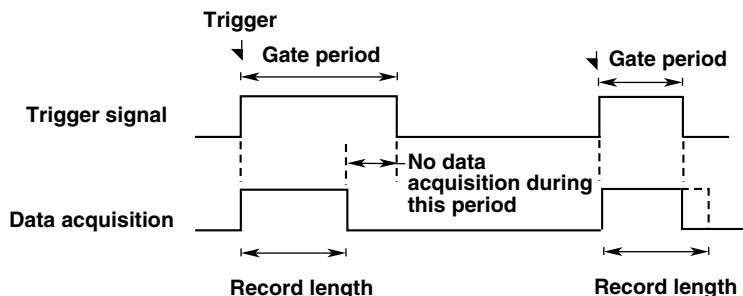 Trigger
Gate period
Gate period
Trigger signal
No data
acquisition during
this period
Data acquisition
Record length
Record length